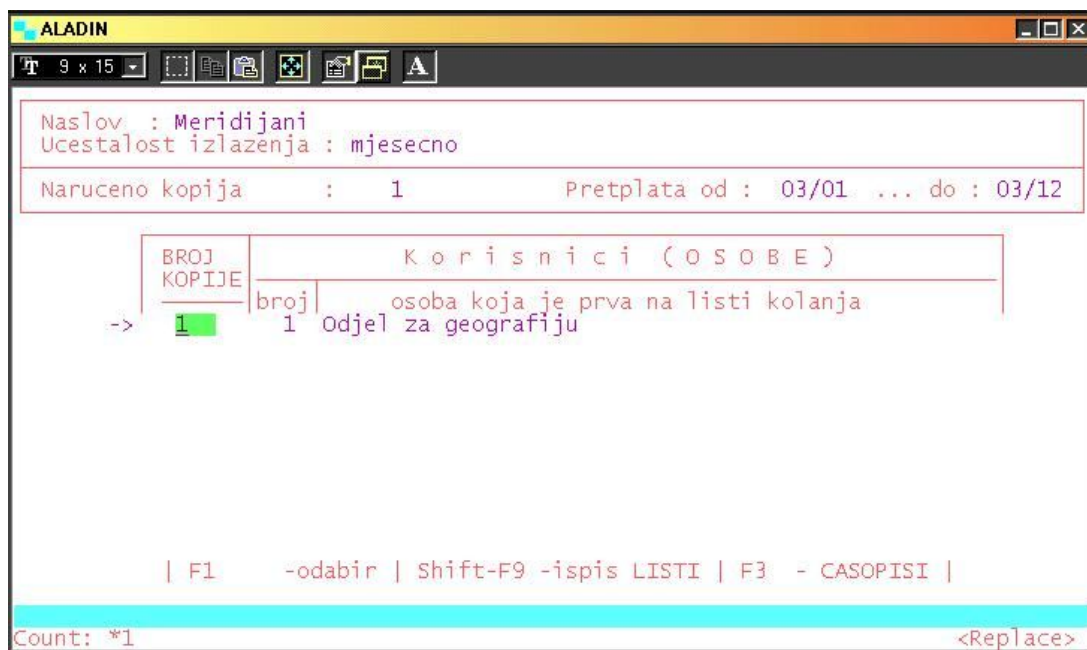 ALADIN
9 x 15
A
Naslov : Meridijani
Ucestalost izlazenja : mjesecno
Naruceno kopija : 1 Pretplata od : 03/01 ... do : 03/12
BROJ KOPIJE
K o r i s n i c i ( O S O B E )
broj osoba koja je prva na listi kolanja
-> 1 1 Odjel za geografiju
| F1 -odabir | Shift-F9 -ispis LISTI | F3 - CASOPISI |
Count: *1 <Replace>